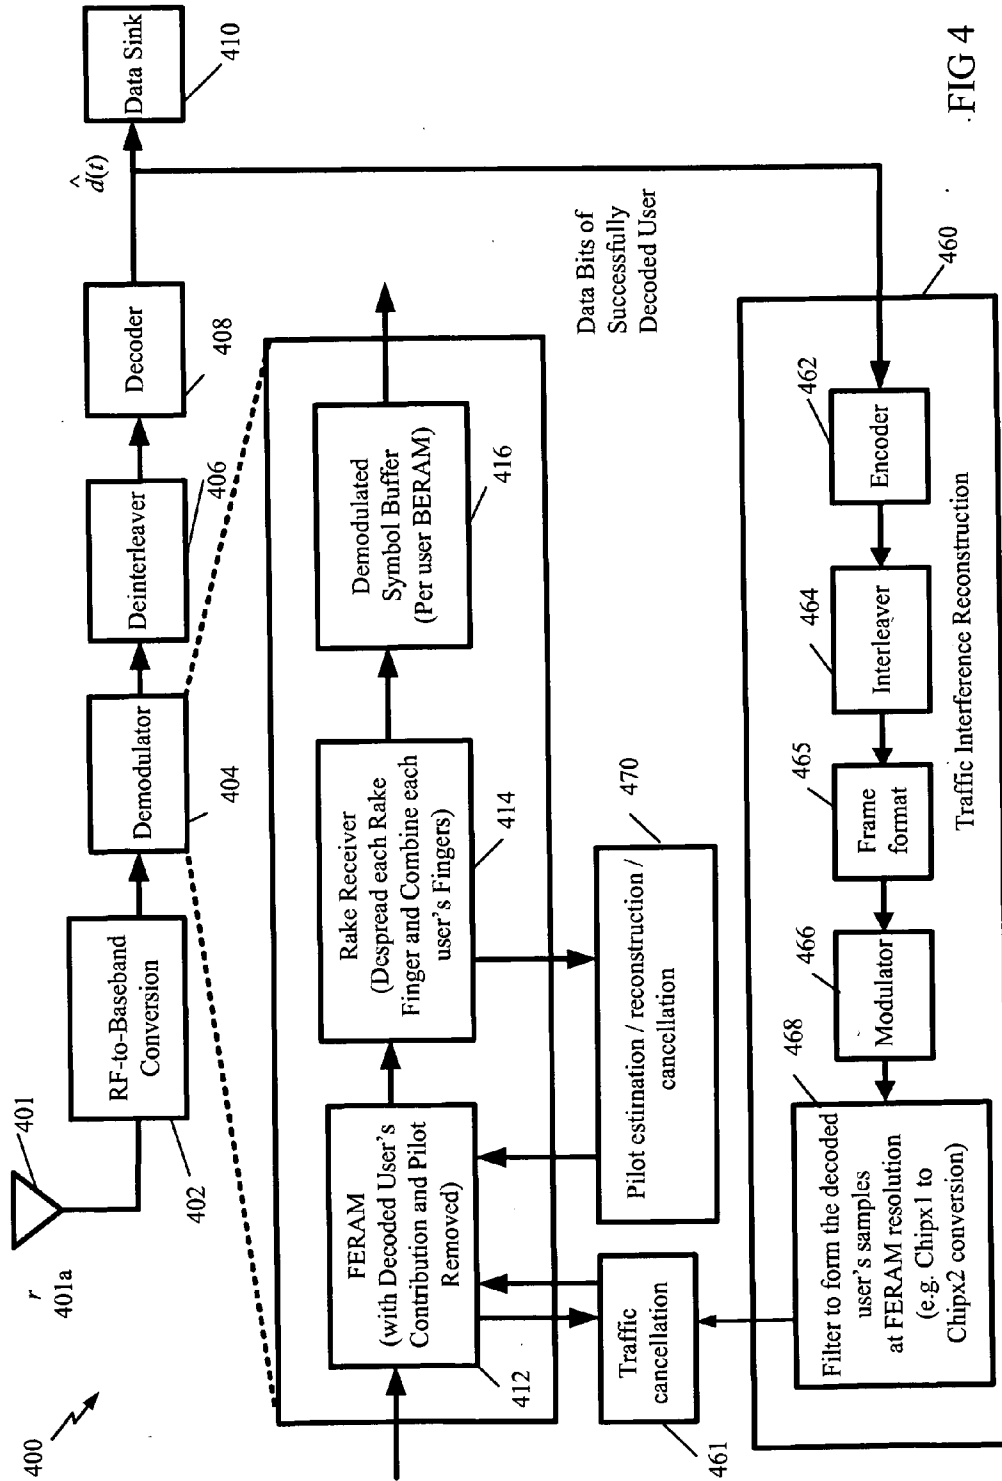 400
r
401a
401
RF-to-Baseband
Conversion
402
Demodulator
404
Deinterleaver
406
Decoder
408
d̂(t)
Data Sink
410
FERAM
(with Decoded User's
Contribution and Pilot
Removed)
412
Rake Receiver
(Despread each Rake
Finger and Combine each
user's Fingers)
414
Demodulated
Symbol Buffer
(Per user BERAM)
416
Data Bits of
Successfully
Decoded User
Traffic
cancellation
461
Pilot estimation / reconstruction /
cancellation
470
460
Filter to form the decoded
user's samples
at FERAM resolution
(e.g. Chipx1 to
Chipx2 conversion)
468
Modulator
466
Frame
format
465
Interleaver
464
Encoder
462
Traffic Interference Reconstruction
FIG 4